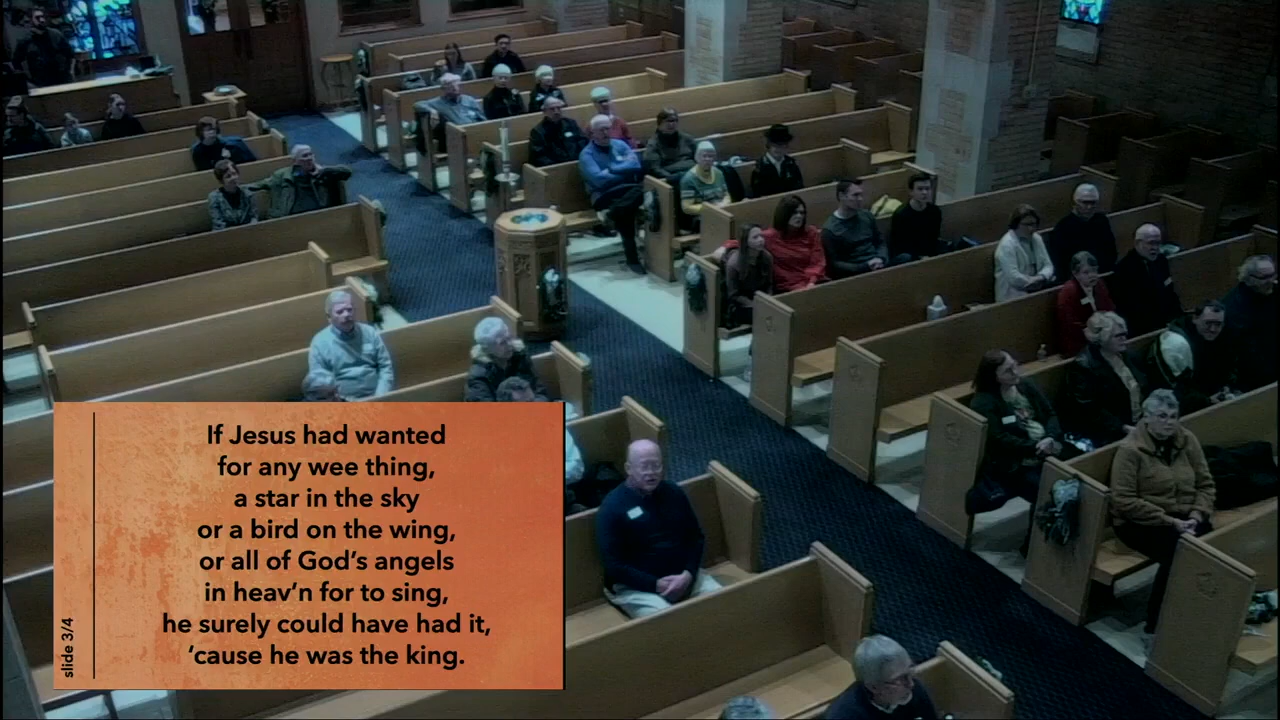 If Jesus had wanted
for any wee thing,
a star in the sky
or a bird on the wing,
or all of God’s angels
in heav’n for to sing,
he surely could have had it,
‘cause he was the king.
slide 3/4